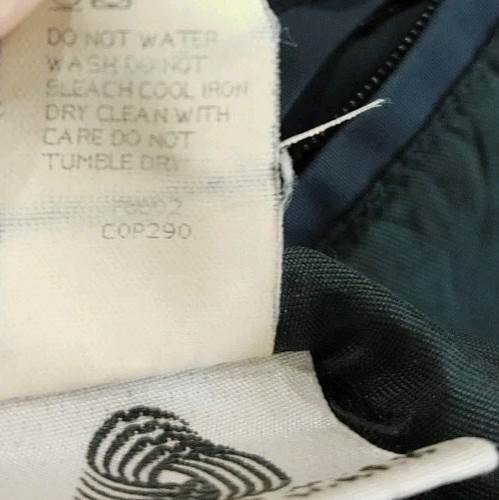 DO NOT WATER
WASH DO NOT
BLEACH COOL IRON
DRY CLEAN WITH
CARE DO NOT
TUMBLE DRY
COP290